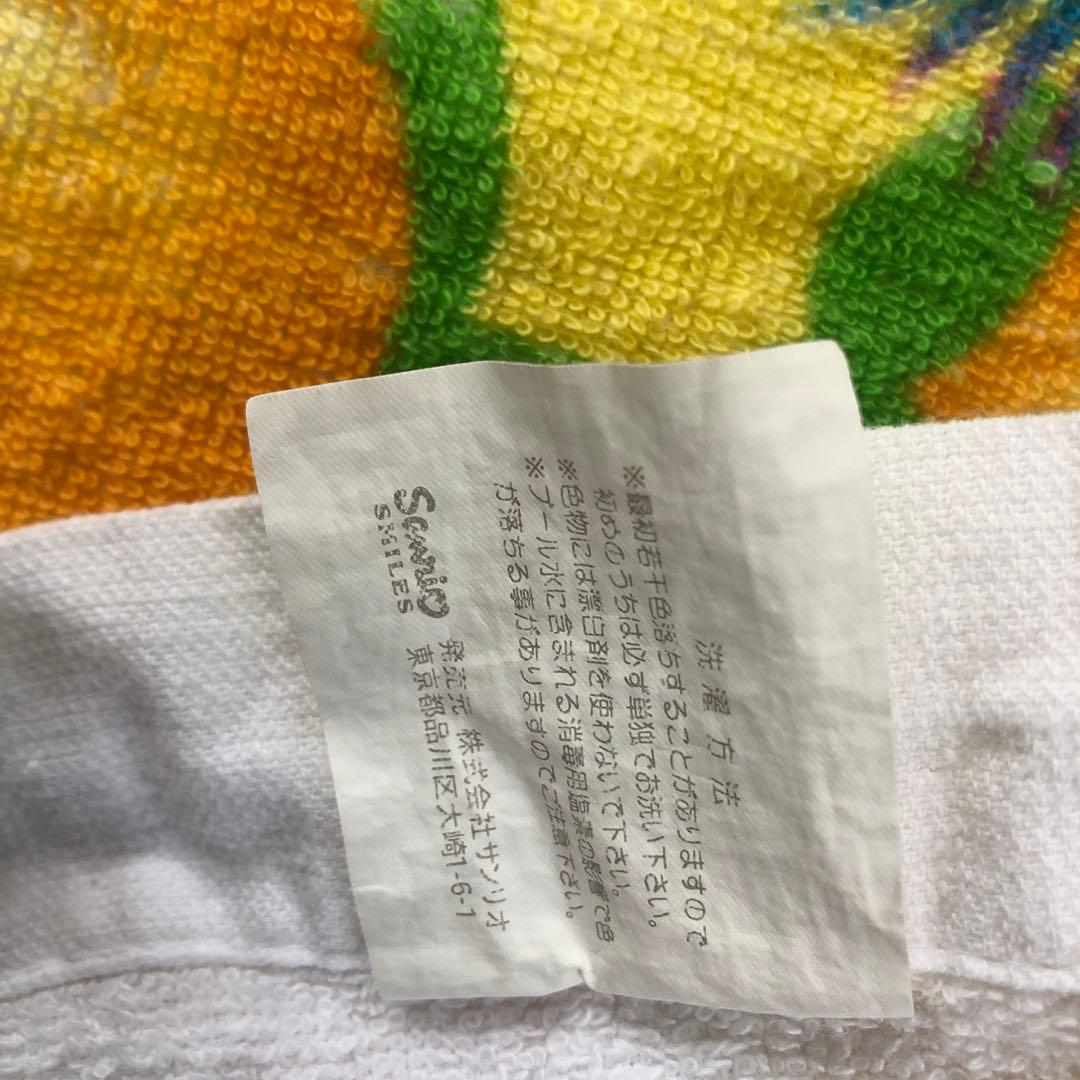 洗濯方法
※最初若干色落ちすることがありますので
初めのうちは必ず単独でお洗い下さい。
※色物には漂白剤を使わないで下さい。
※プール水に含まれる消毒用塩素の影響で色
が落ちる事がありますのでご注意下さい。
Sanrio
SMILES
発売元 株式会社サンリオ
東京都品川区大崎1-6-1